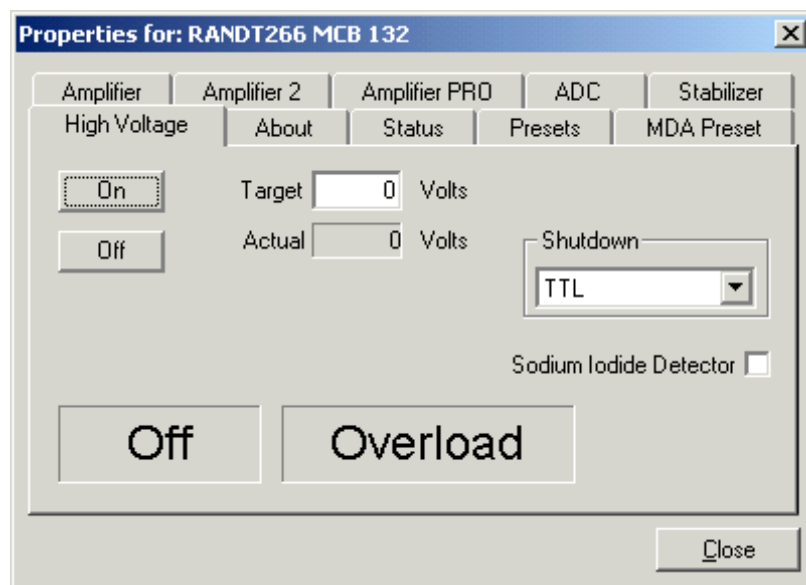 Properties for: RANDT266 MCB 132
Amplifier Amplifier 2 Amplifier PRO ADC Stabilizer
High Voltage About Status Presets MDA Preset
On Target 0 Volts
Off Actual 0 Volts
Shutdown
TTL
Sodium Iodide Detector
Off Overload
Close